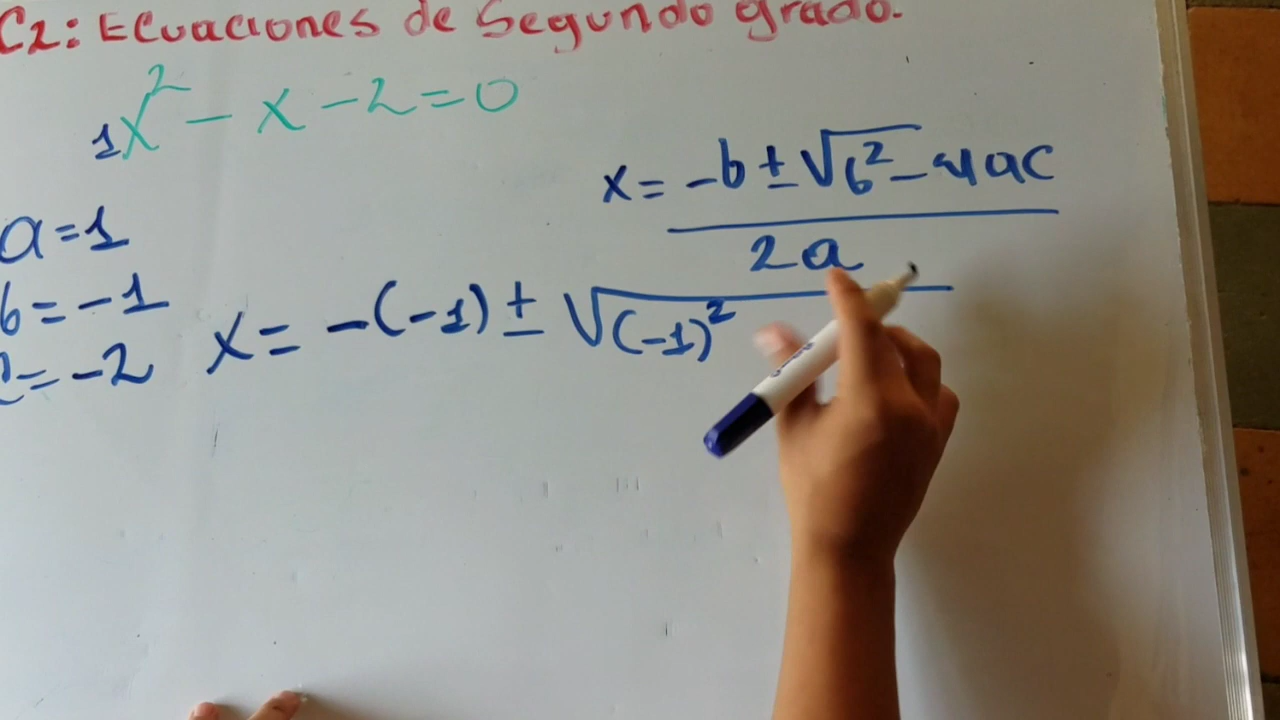 C2: Ecuaciones de Segundo grado.
1x² - x - 2 = 0
x = -b ± √b² - 4ac
2a
a = 1
b = -1
c = -2
x = -(-1) ± √(-1)²